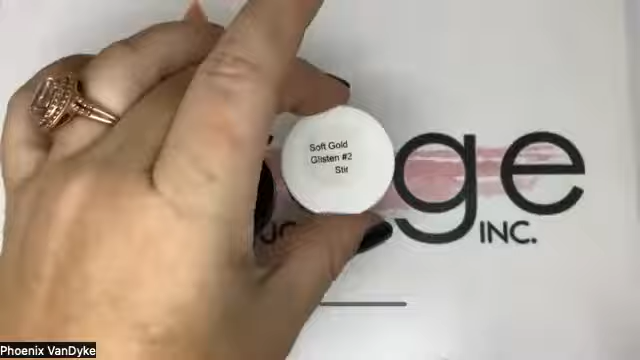 Soft Gold
Glisten #2
Stir
ge
INC.
Phoenix VanDyke